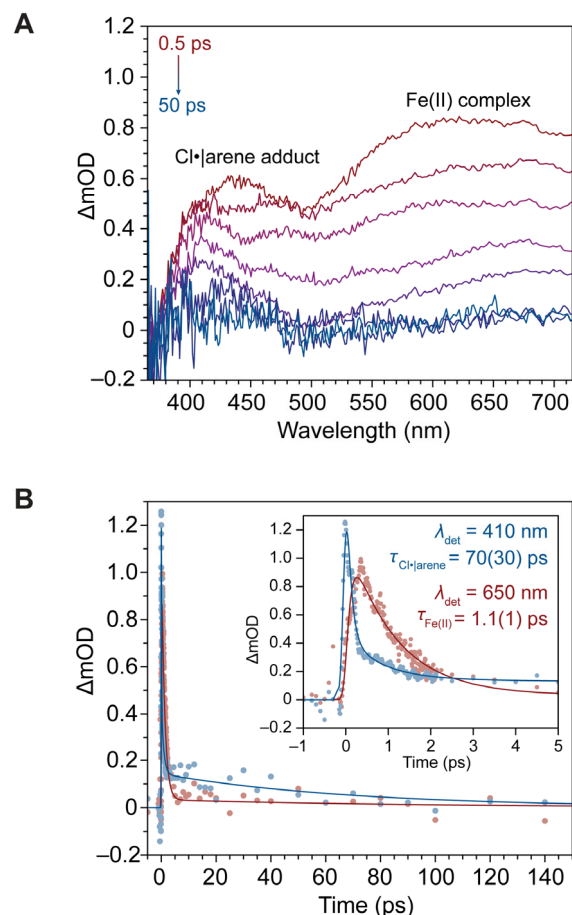 A
0.5 ps
50 ps
Cl•|arene adduct
Fe(II) complex
ΔmOD
1.2
1.0
0.8
0.6
0.4
0.2
0
–0.2
400 450 500 550 600 650 700
Wavelength (nm)
B
ΔmOD
1.2
1.0
0.8
0.6
0.4
0.2
0
–0.2
0 20 40 60 80 100 120 140
Time (ps)
ΔmOD
1.2
1.0
0.8
0.6
0.4
0.2
0
–1 0 1 2 3 4 5
Time (ps)
λdet = 410 nm
τCl•|arene = 70(30) ps
λdet = 650 nm
τFe(II) = 1.1(1) ps